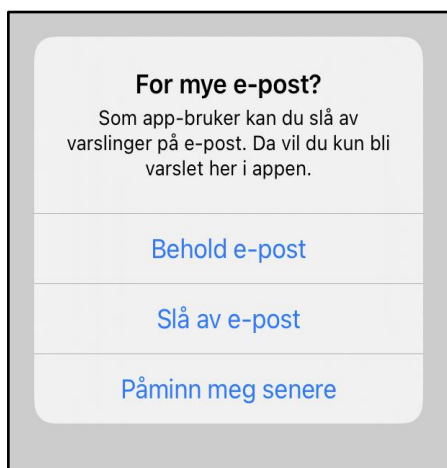 For mye e-post?
Som app-bruker kan du slå av
varslinger på e-post. Da vil du kun bli
varslet her i appen.
Behold e-post
Slå av e-post
Påminn meg senere